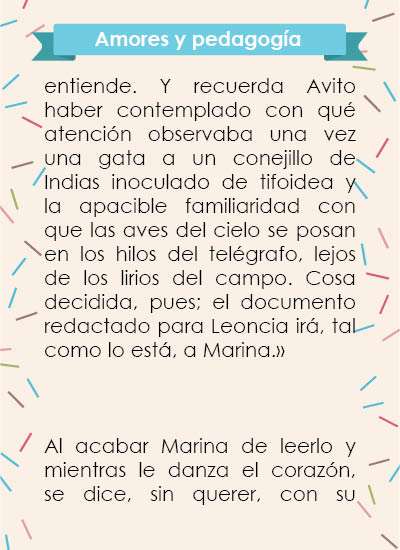 Amores y pedagogía
entiende. Y recuerda Avito
haber contemplado con qué
atención observaba una vez
una gata a un conejillo de
Indias inoculado de tifoidea y
la apacible familiaridad con
que las aves del cielo se posan
en los hilos del telégrafo, lejos
de los lirios del campo. Cosa
decidida, pues; el documento
redactado para Leoncia irá, tal
como lo está, a Marina.»
Al acabar Marina de leerlo y
mientras le danza el corazón,
se dice, sin querer, con su